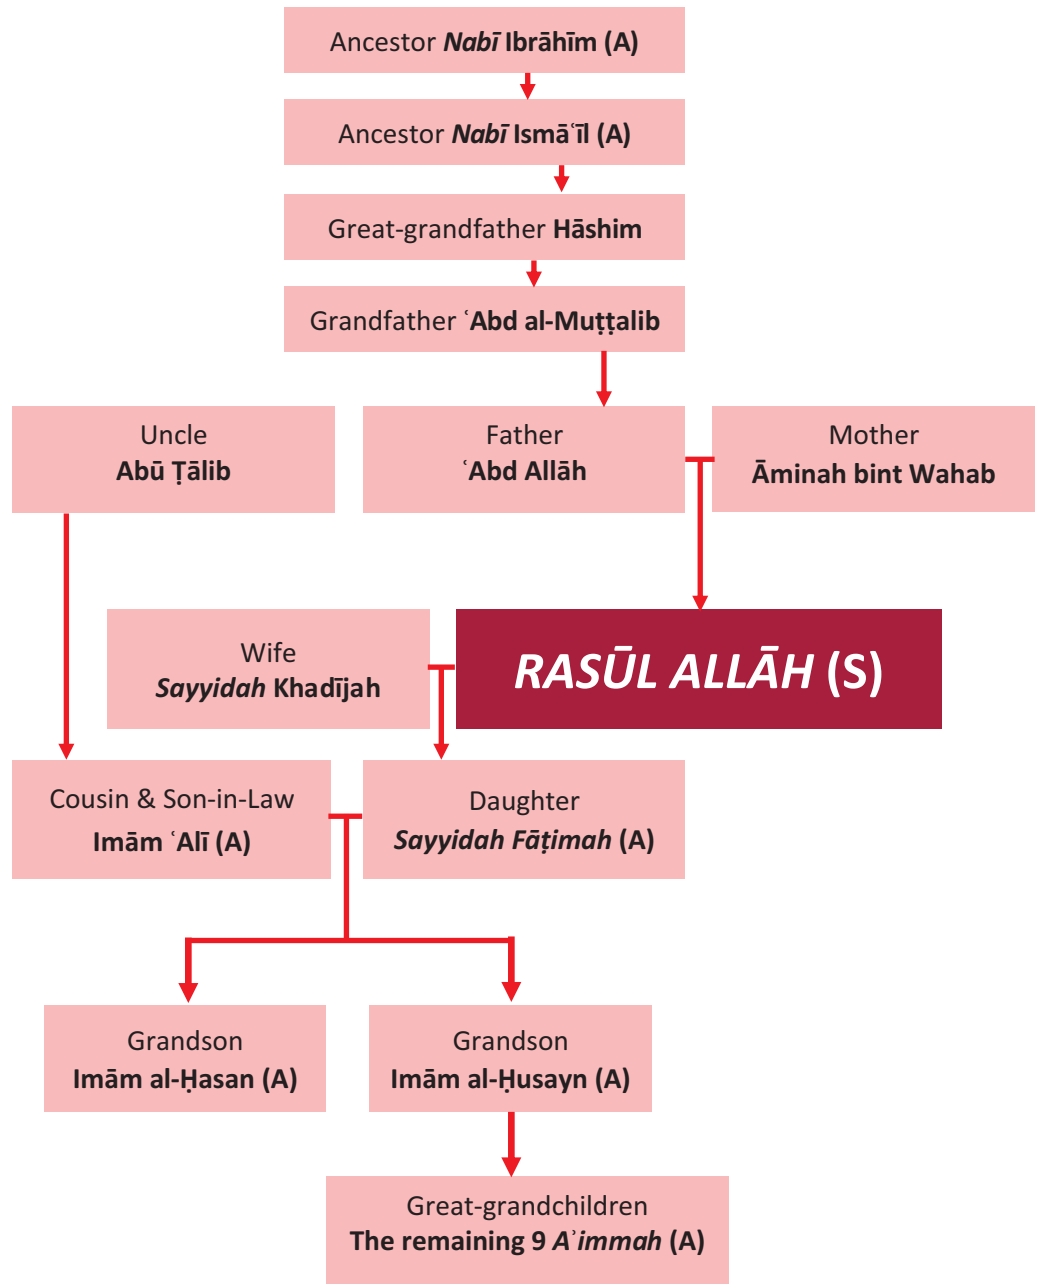 Ancestor Nabī Ibrāhīm (A)
Ancestor Nabī Ismāʿīl (A)
Great-grandfather Hāshim
Grandfather ʿAbd al-Muṭṭalib
Uncle
Abū Ṭālib
Father
ʿAbd Allāh
Mother
Āminah bint Wahab
Wife
Sayyidah Khadījah
RASŪL ALLĀH (S)
Cousin & Son-in-Law
Imām ʿAlī (A)
Daughter
Sayyidah Fāṭimah (A)
Grandson
Imām al-Ḥasan (A)
Grandson
Imām al-Ḥusayn (A)
Great-grandchildren
The remaining 9 Aʾimmah (A)